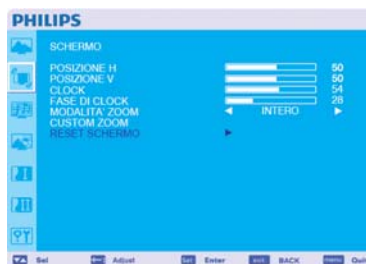 PHILIPS
SCHERMO
POSIZIONE H 50
POSIZIONE V 50
CLOCK 54
FASE DI CLOCK 28
MODALITA' ZOOM INTERO
CUSTOM ZOOM
RESET SCHERMO
Sel Adjust Set Enter exit BACK menu Quit